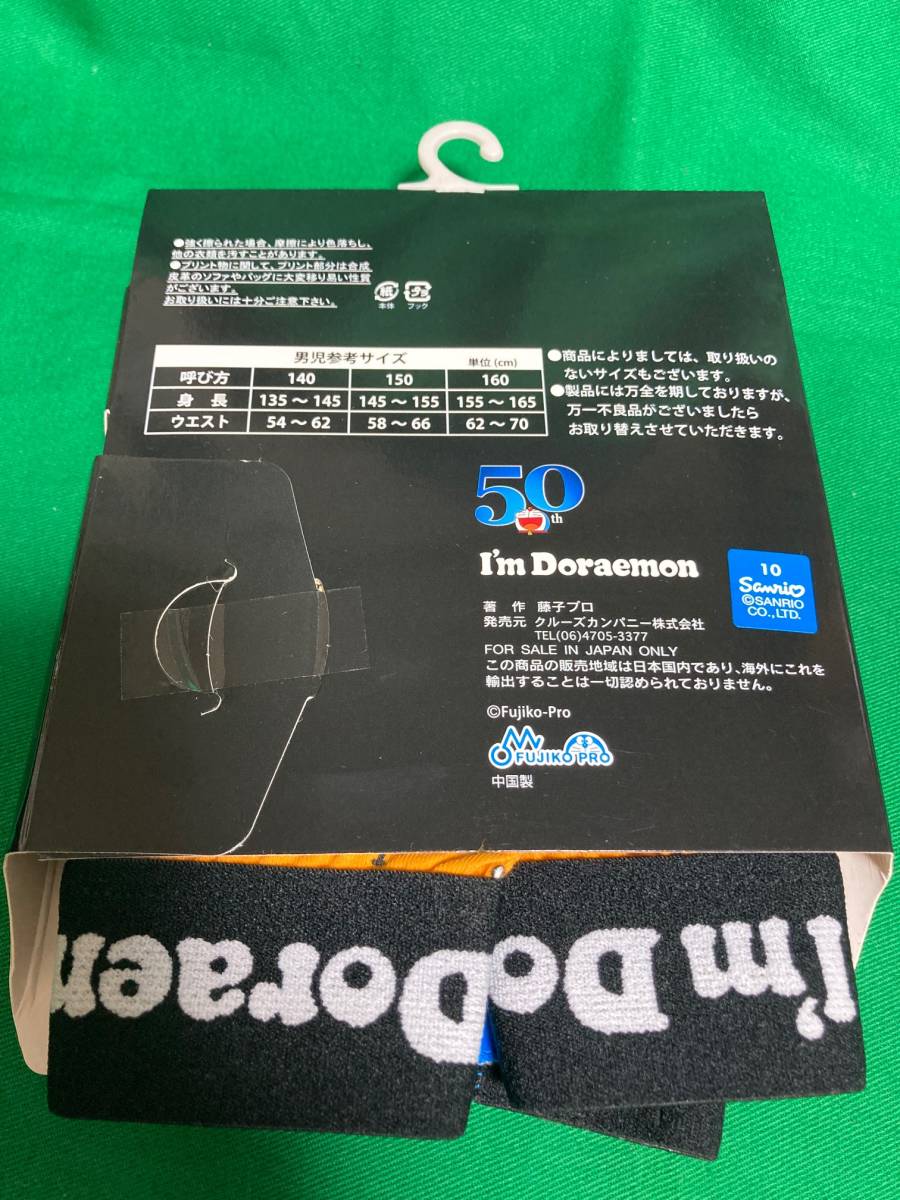 ●強く擦られた場合、摩擦により色落ちし、
他の衣類を汚すことがあります。
●プリント物に関して、プリント部分は合成
皮革のソファやバッグに大変移り易い性質
がございます。
お取り扱いには十分ご注意下さい。
紙 プラ
本体 フック
男児参考サイズ 単位(cm)
呼び方 140 150 160
身長 135～145 145～155 155～165
ウエスト 54～62 58～66 62～70
●商品によりましては、取り扱いの
ないサイズもございます。
●製品には万全を期しておりますが、
万一不良品がございましたら
お取り替えさせていただきます。
50th
I'm Doraemon
10
Sanrio
©SANRIO
CO.,LTD.
著 作 藤子プロ
発売元 クルーズカンパニー株式会社
TEL(06)4705-3377
FOR SALE IN JAPAN ONLY
この商品の販売地域は日本国内であり、海外にこれを
輸出することは一切認められておりません。
©Fujiko-Pro
FUJIKO PRO
中国製
I'm Do
Doraem